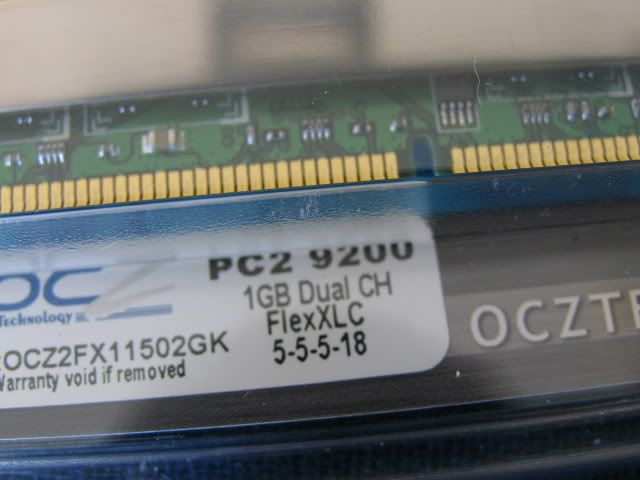 PC2 9200
OCZ
Technology
1GB Dual CH
FlexXLC
OCZ2FX11502GK
5-5-5-18
Warranty void if removed
OCZTE